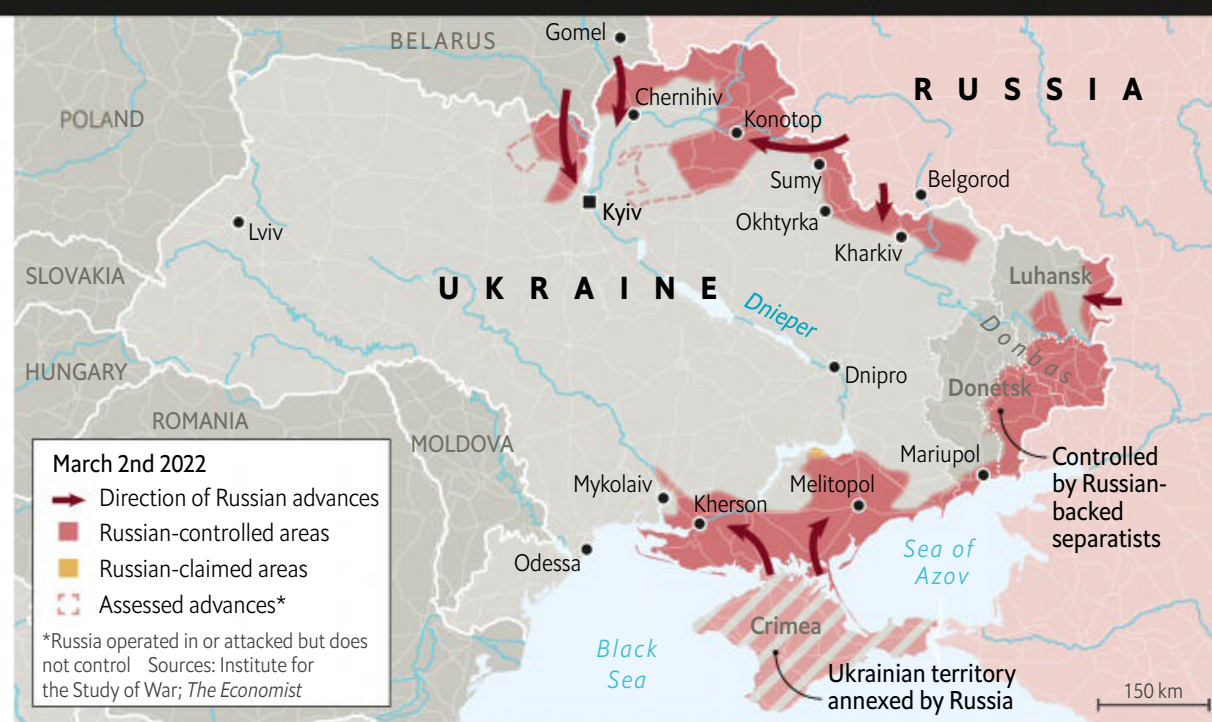 Gomel
BELARUS
RUSSIA
POLAND
Chernihiv
Konotop
Sumy
Belgorod
Kyiv
Okhtyrka
Lviv
Kharkiv
SLOVAKIA
UKRAINE
Luhansk
Dnieper
Donbas
HUNGARY
Dnipro
Donetsk
ROMANIA
MOLDOVA
Mariupol
Controlled
by Russian-
backed
separatists
Mykolaiv
Kherson
Melitopol
Odessa
Sea of
Azov
Crimea
Black
Sea
Ukrainian territory
annexed by Russia
150 km
March 2nd 2022
Direction of Russian advances
Russian-controlled areas
Russian-claimed areas
Assessed advances*
*Russia operated in or attacked but does
not control Sources: Institute for
the Study of War; The Economist